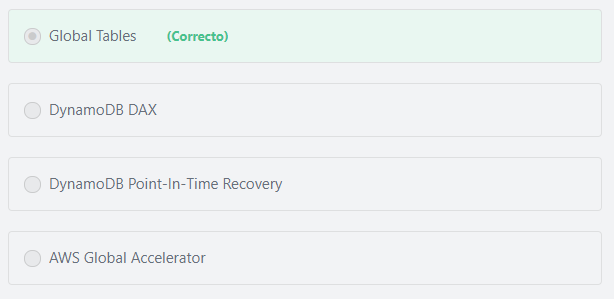 Global Tables (Correcto)
DynamoDB DAX
DynamoDB Point-In-Time Recovery
AWS Global Accelerator